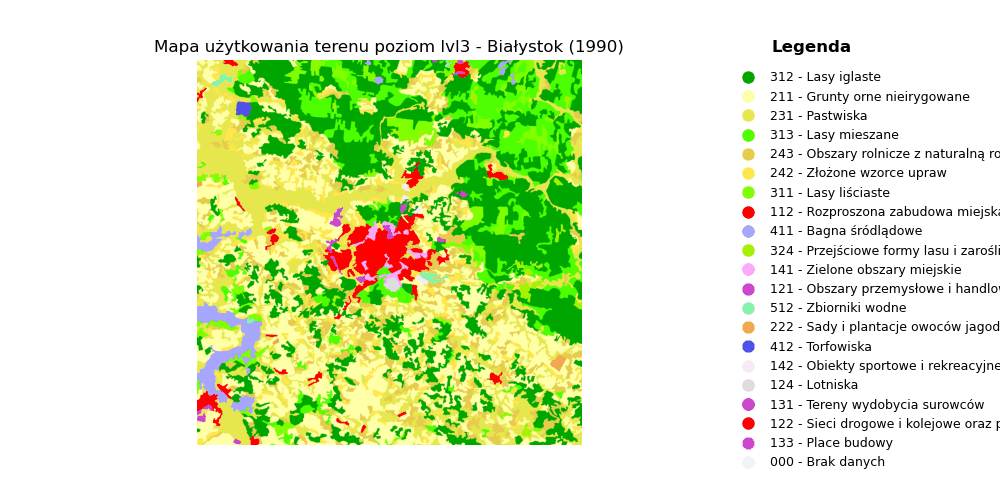 Mapa użytkowania terenu poziom lvl3 - Białystok (1990)
Legenda
312 - Lasy iglaste
211 - Grunty orne nieirygowane
231 - Pastwiska
313 - Lasy mieszane
243 - Obszary rolnicze z naturalną ro
242 - Złożone wzorce upraw
311 - Lasy liściaste
112 - Rozproszona zabudowa miejska
411 - Bagna śródlądowe
324 - Przejściowe formy lasu i zarośli
141 - Zielone obszary miejskie
121 - Obszary przemysłowe i handlow
512 - Zbiorniki wodne
222 - Sady i plantacje owoców jagod
412 - Torfowiska
142 - Obiekty sportowe i rekreacyjne
124 - Lotniska
131 - Tereny wydobycia surowców
122 - Sieci drogowe i kolejowe oraz p
133 - Place budowy
000 - Brak danych